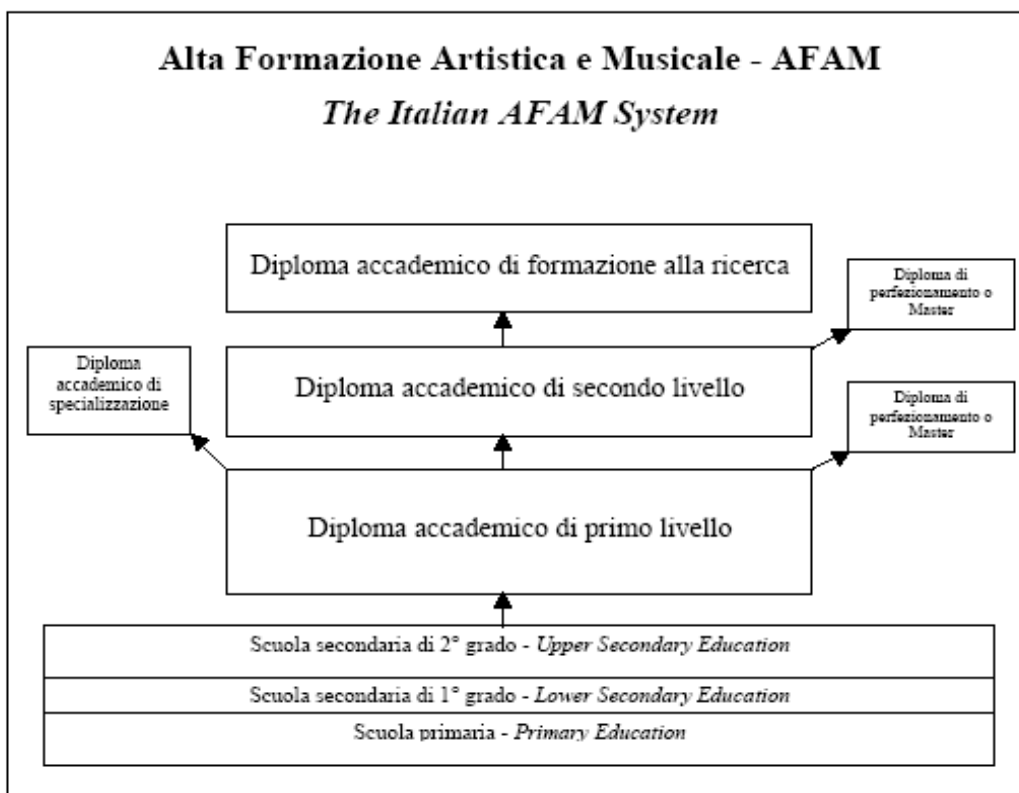 Alta Formazione Artistica e Musicale - AFAM
The Italian AFAM System
Diploma accademico di formazione alla ricerca
Diploma di
perfezionamento o
Master
Diploma
accademico di
specializzazione
Diploma accademico di secondo livello
Diploma di
perfezionamento o
Master
Diploma accademico di primo livello
Scuola secondaria di 2° grado - Upper Secondary Education
Scuola secondaria di 1° grado - Lower Secondary Education
Scuola primaria - Primary Education